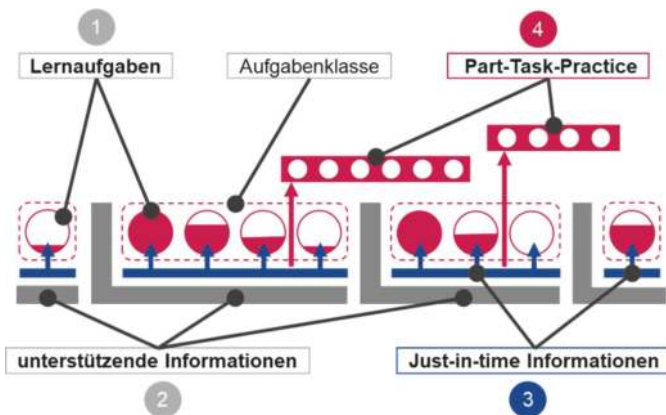 1
4
Lernaufgaben
Aufgabenklasse
Part-Task-Practice
unterstützende Informationen
Just-in-time Informationen
2
3